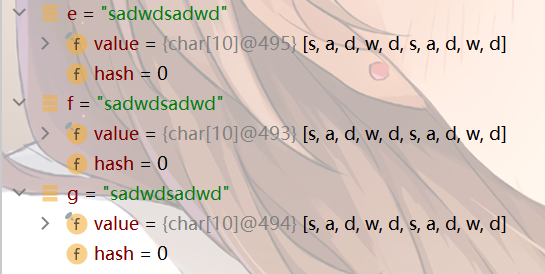 e = "sadwdsadwd"
f value = {char[10]@495} [s, a, d, w, d, s, a, d, w, d]
f hash = 0
f = "sadwdsadwd"
f value = {char[10]@493} [s, a, d, w, d, s, a, d, w, d]
f hash = 0
g = "sadwdsadwd"
f value = {char[10]@494} [s, a, d, w, d, s, a, d, w, d]
f hash = 0